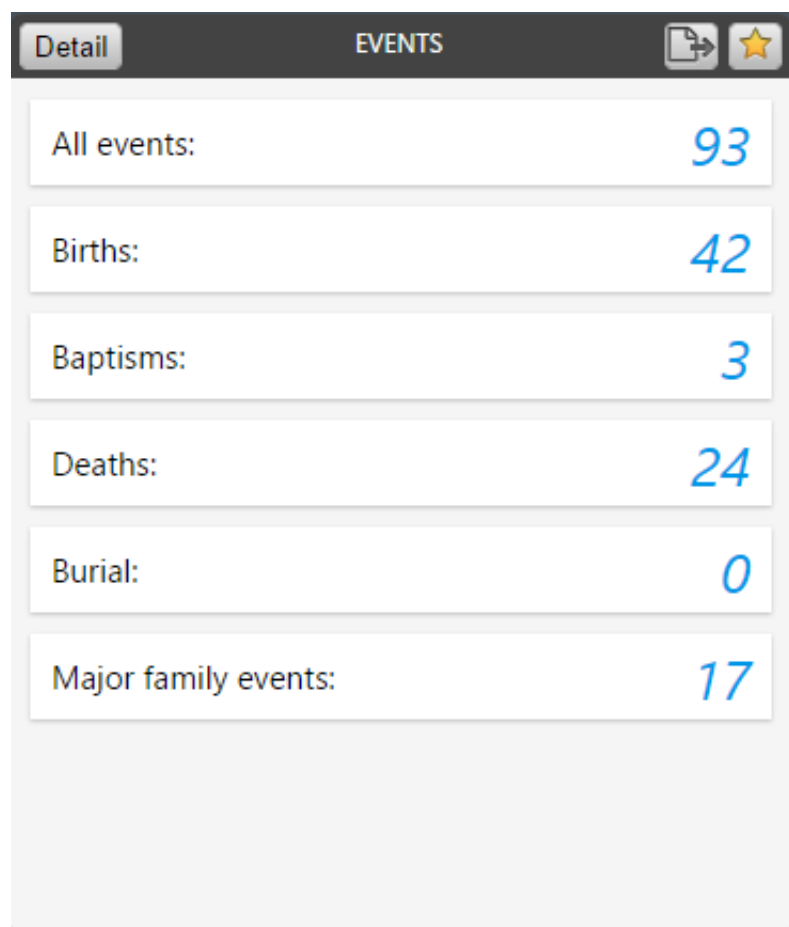 Detail EVENTS
All events: 93
Births: 42
Baptisms: 3
Deaths: 24
Burial: 0
Major family events: 17